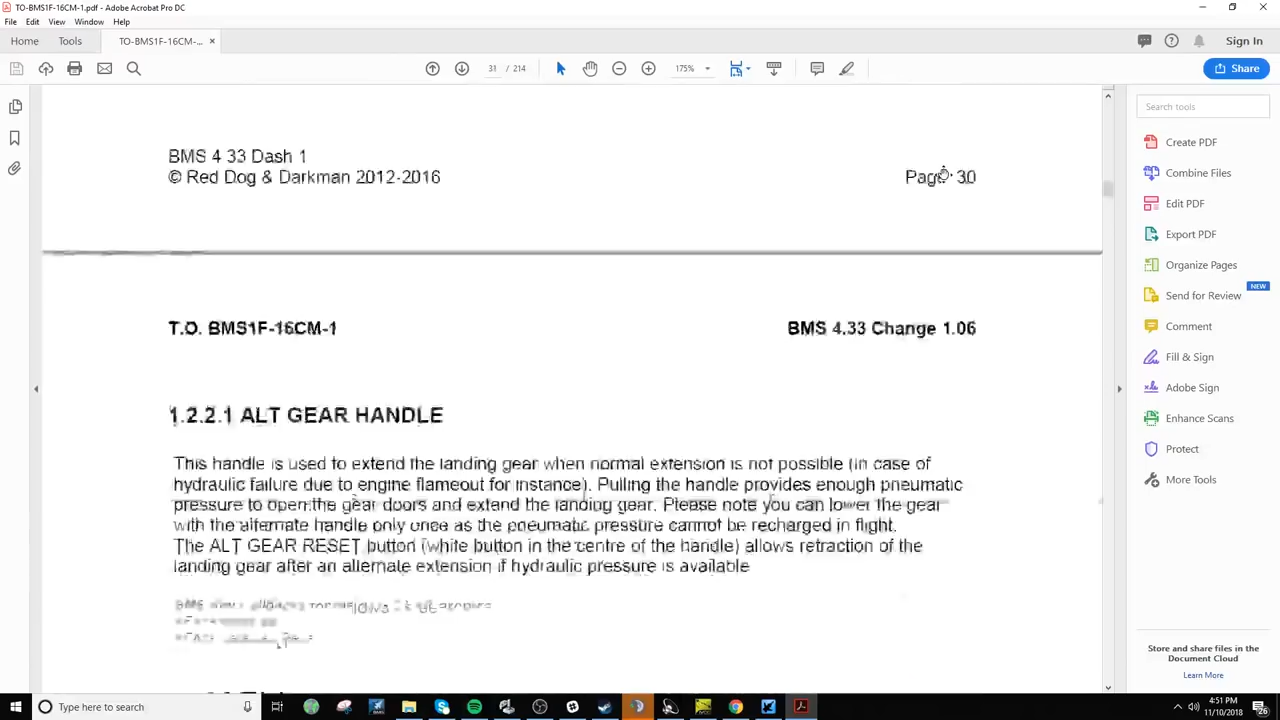 TO-BMS1F-16CM-1.pdf - Adobe Acrobat Pro DC
File Edit View Window Help
Home Tools TO-BMS1F-16CM-... ×
Sign In
31 / 214
175%
Share
BMS 4 33 Dash 1
© Red Dog & Darkman 2012-2016
Page 30
T.O. BMS1F-16CM-1
BMS 4.33 Change 1.06
1.2.2.1 ALT GEAR HANDLE
This handle is used to extend the landing gear when normal extension is not possible (in case of
hydraulic failure due to engine flameout for instance). Pulling the handle provides enough pneumatic
pressure to open the gear doors and extend the landing gear. Please note you can lower the gear
with the alternate handle only once as the pneumatic pressure cannot be recharged in flight.
The ALT GEAR RESET button (white button in the centre of the handle) allows retraction of the
landing gear after an alternate extension if hydraulic pressure is available
Search tools
Create PDF
Combine Files
Edit PDF
Export PDF
Organize Pages
NEW
Send for Review
Comment
Fill & Sign
Adobe Sign
Enhance Scans
Protect
More Tools
Store and share files in the
Document Cloud
Learn More
Type here to search
4:51 PM
11/10/2018
26